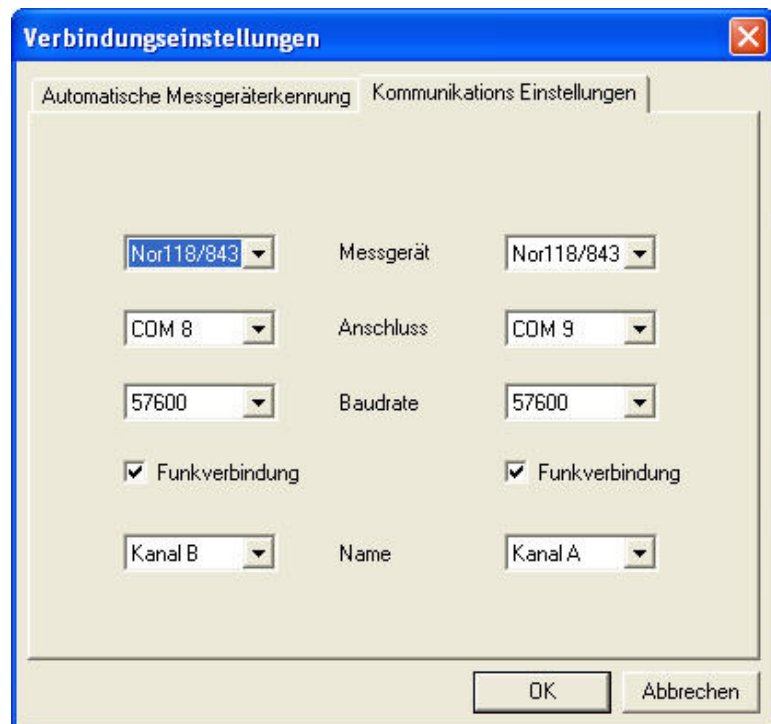 Verbindungseinstellungen
Automatische Messgeräterkennung Kommunikations Einstellungen
Nor118/843 Messgerät Nor118/843
COM 8 Anschluss COM 9
57600 Baudrate 57600
Funkverbindung Funkverbindung
Kanal B Name Kanal A
OK Abbrechen